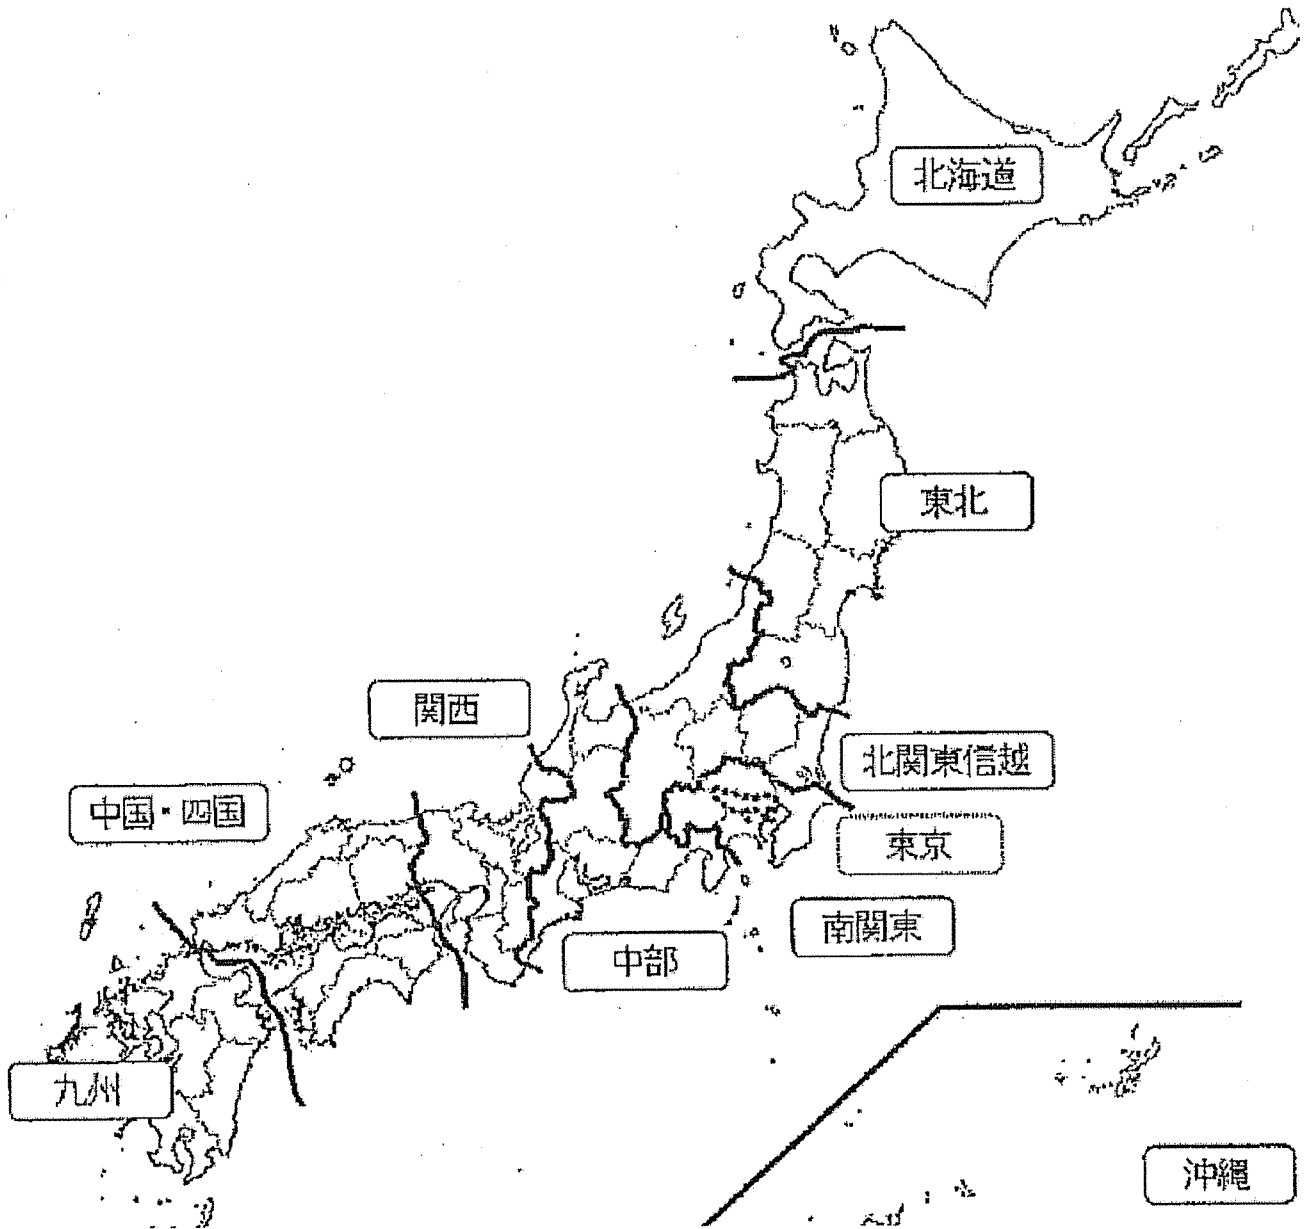 北海道
東北
関西
北関東信越
中国・四国
東京
南関東
中部
九州
沖縄